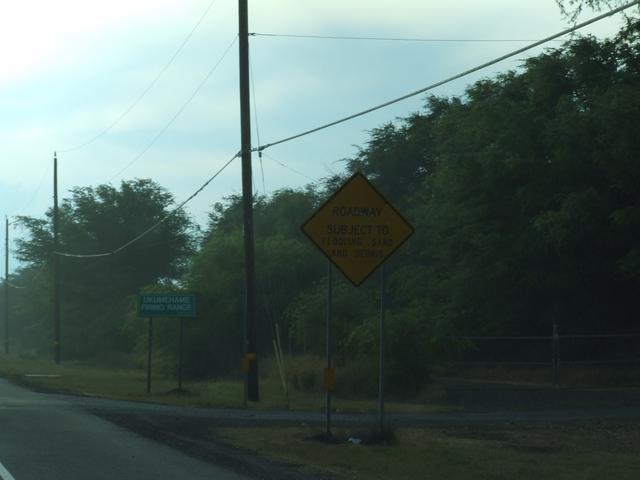 ROADWAY
SUBJECT TO
FLOODING, SAND
AND DEBRIS
UKUMEHAME
FIRING RANGE